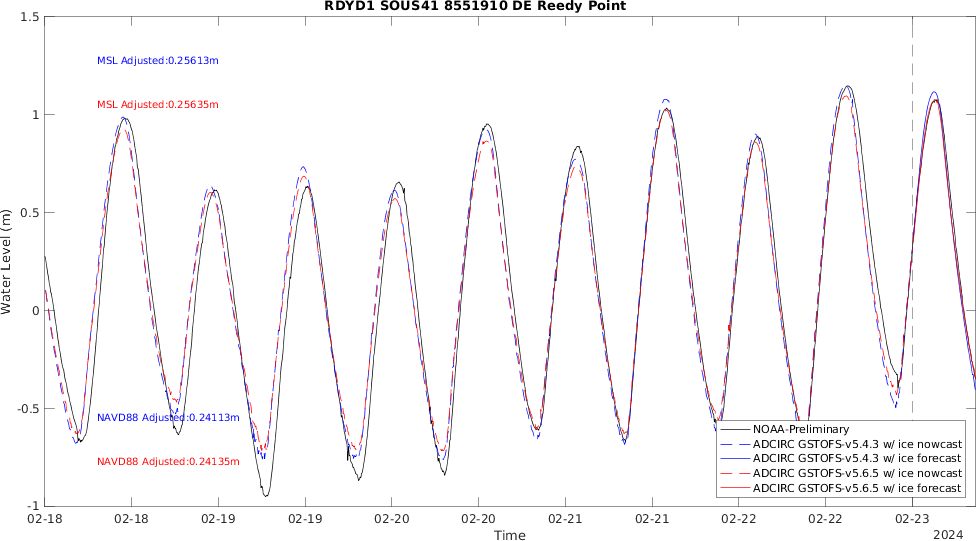 RDYD1 SOUS41 8551910 DE Reedy Point
1.5
MSL Adjusted:0.25613m
MSL Adjusted:0.25635m
1
0.5
Water Level (m)
0
-0.5
NAVD88 Adjusted:0.24113m
NAVD88 Adjusted:0.24135m
NOAA-Preliminary
ADCIRC GSTOFS-v5.4.3 w/ ice nowcast
ADCIRC GSTOFS-v5.4.3 w/ ice forecast
ADCIRC GSTOFS-v5.6.5 w/ ice nowcast
ADCIRC GSTOFS-v5.6.5 w/ ice forecast
-1
02-18 02-18 02-19 02-19 02-20 02-20 02-21 02-21 02-22 02-22 02-23
Time
2024